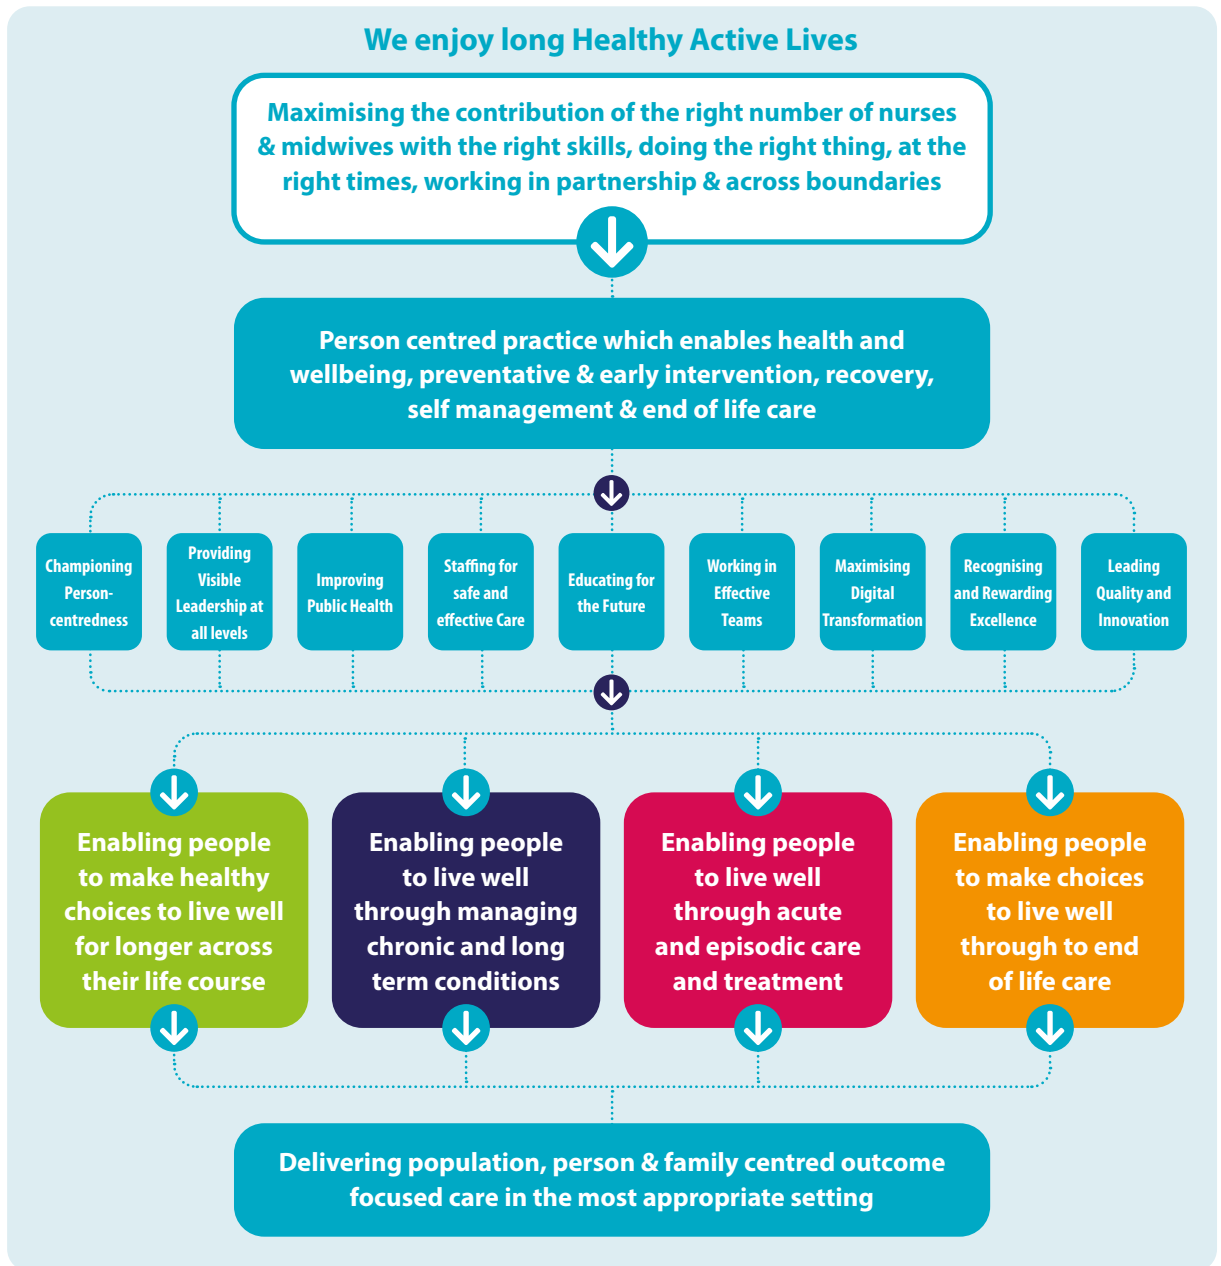 We enjoy long Healthy Active Lives
Maximising the contribution of the right number of nurses
& midwives with the right skills, doing the right thing, at the
right times, working in partnership & across boundaries
Person centred practice which enables health and
wellbeing, preventative & early intervention, recovery,
self management & end of life care
Championing
Person-
centredness
Providing
Visible
Leadership at
all levels
Improving
Public Health
Staffing for
safe and
effective Care
Educating for
the Future
Working in
Effective
Teams
Maximising
Digital
Transformation
Recognising
and Rewarding
Excellence
Leading
Quality and
Innovation
Enabling people
to make healthy
choices to live well
for longer across
their life course
Enabling people
to live well
through managing
chronic and long
term conditions
Enabling people
to live well
through acute
and episodic care
and treatment
Enabling people
to make choices
to live well
through to end
of life care
Delivering population, person & family centred outcome
focused care in the most appropriate setting